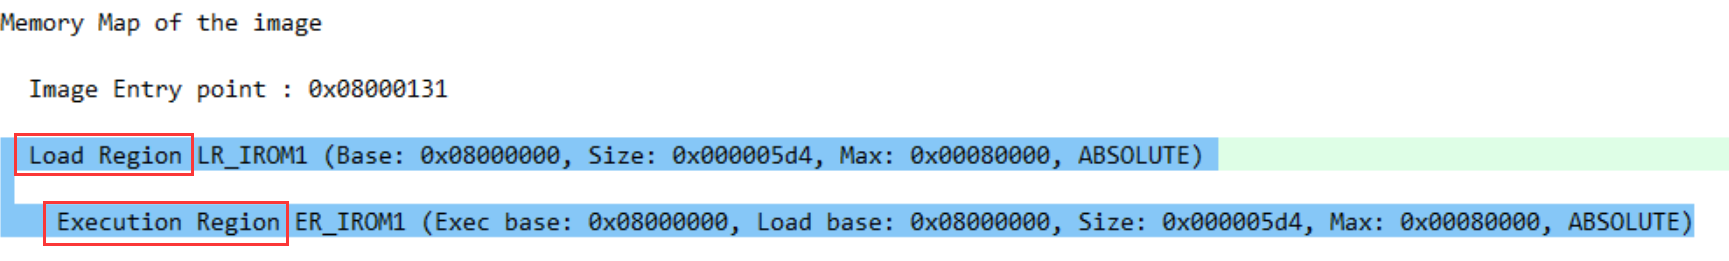 Memory Map of the image
Image Entry point : 0x08000131
Load Region LR_IROM1 (Base: 0x08000000, Size: 0x000005d4, Max: 0x00080000, ABSOLUTE)
Execution Region ER_IROM1 (Exec base: 0x08000000, Load base: 0x08000000, Size: 0x000005d4, Max: 0x00080000, ABSOLUTE)